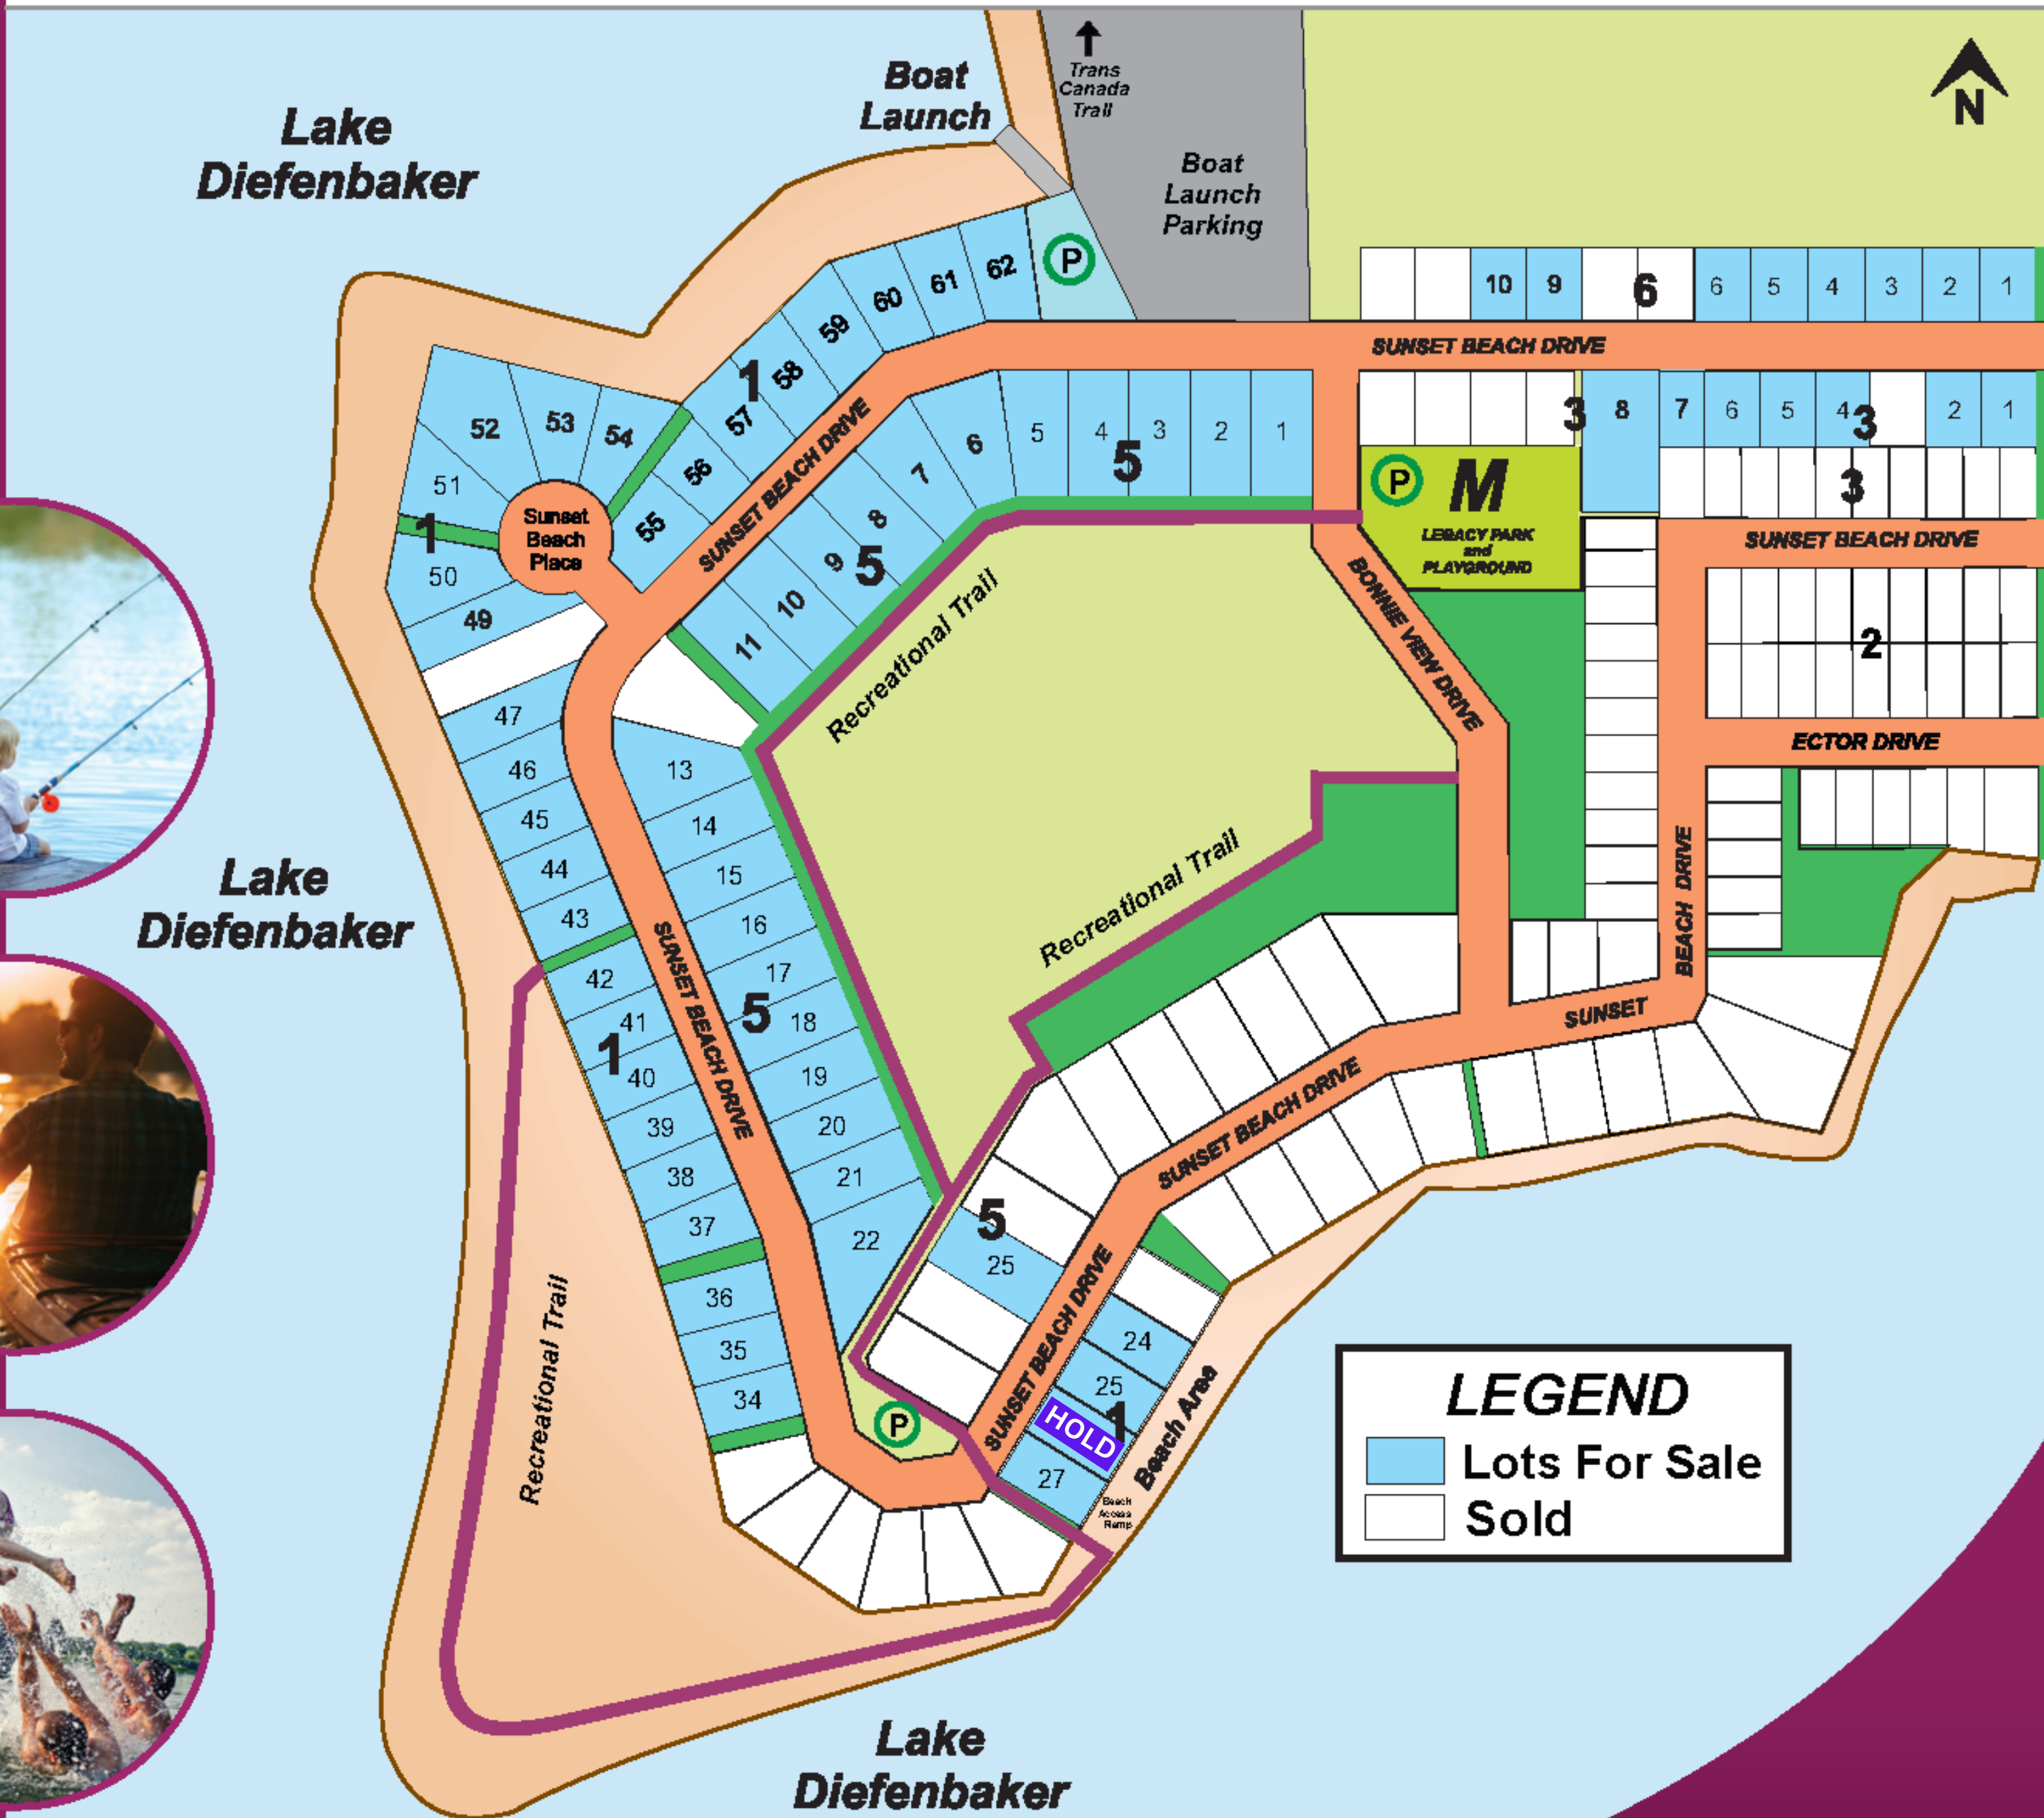 Boat
Launch
Trans
Canada
Trail
N
Lake
Diefenbaker
Boat
Launch
Parking
P
62
61
60
59
58
1
57
56
55
10
9
6
6
5
4
3
2
1
SUNSET BEACH DRIVE
SUNSET BEACH DRIVE
52
53
54
51
1
50
49
Sunset
Beach
Place
5
4
3
2
1
5
6
7
8
9
5
10
11
3
8
7
6
5
4
3
2
1
3
P
M
LEGACY PARK
and
PLAYGROUND
SUNSET BEACH DRIVE
2
ECTOR DRIVE
BONNIE VIEW DRIVE
Recreational Trail
47
46
45
44
43
13
14
15
16
17
5
18
19
20
21
22
Lake
Diefenbaker
SUNSET BEACH DRIVE
42
41
1
40
39
38
37
36
35
34
Recreational Trail
BEACH DRIVE
SUNSET
SUNSET BEACH DRIVE
5
25
SUNSET BEACH DRIVE
24
25
1
HOLD
27
Beach Area
Beach
Access
Ramp
P
Recreational Trail
LEGEND
Lots For Sale
Sold
Lake
Diefenbaker